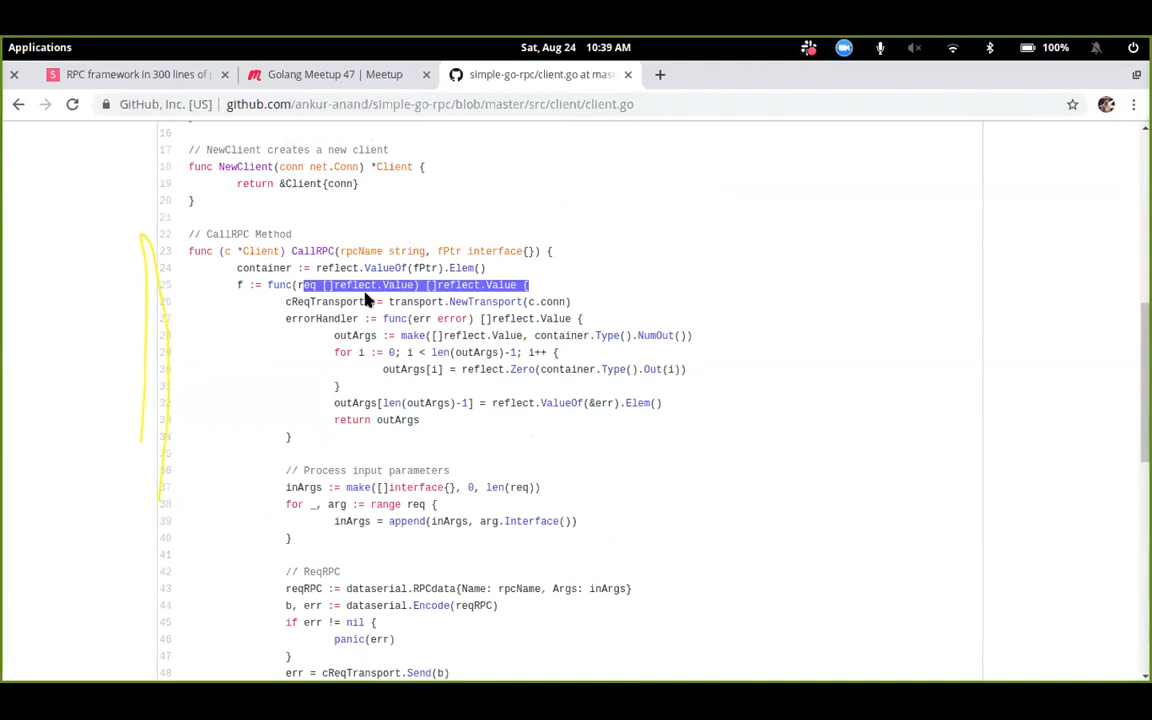 Applications
Sat, Aug 24 10:39 AM
100%
RPC framework in 300 lines of
Golang Meetup 47 | Meetup
simple-go-rpc/client.go at mas
GitHub, Inc. [US]
github.com/ankur-anand/simple-go-rpc/blob/master/src/client/client.go
16
17 // NewClient creates a new client
18 func NewClient(conn net.Conn) *Client {
19 return &Client{conn}
20 }
21
22 // CallRPC Method
23 func (c *Client) CallRPC(rpcName string, fPtr interface{}) {
24 container := reflect.ValueOf(fPtr).Elem()
25 f := func(req []reflect.Value) []reflect.Value {
26 cReqTransport := transport.NewTransport(c.conn)
27 errorHandler := func(err error) []reflect.Value {
28 outArgs := make([]reflect.Value, container.Type().NumOut())
29 for i := 0; i < len(outArgs)-1; i++ {
30 outArgs[i] = reflect.Zero(container.Type().Out(i))
31 }
32 outArgs[len(outArgs)-1] = reflect.ValueOf(&err).Elem()
33 return outArgs
34 }
35
36 // Process input parameters
37 inArgs := make([]interface{}, 0, len(req))
38 for _, arg := range req {
39 inArgs = append(inArgs, arg.Interface())
40 }
41
42 // ReqRPC
43 reqRPC := dataserial.RPCdata{Name: rpcName, Args: inArgs}
44 b, err := dataserial.Encode(reqRPC)
45 if err != nil {
46 panic(err)
47 }
48 err = cReqTransport.Send(b)